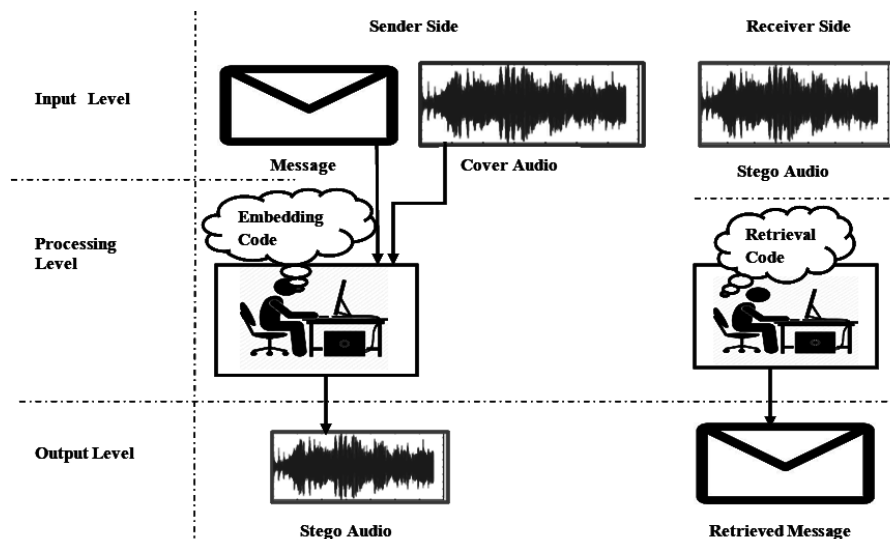 Sender Side
Receiver Side
Input Level
Message
Cover Audio
Stego Audio
Embedding
Code
Processing
Level
Retrieval
Code
Output Level
Stego Audio
Retrieved Message